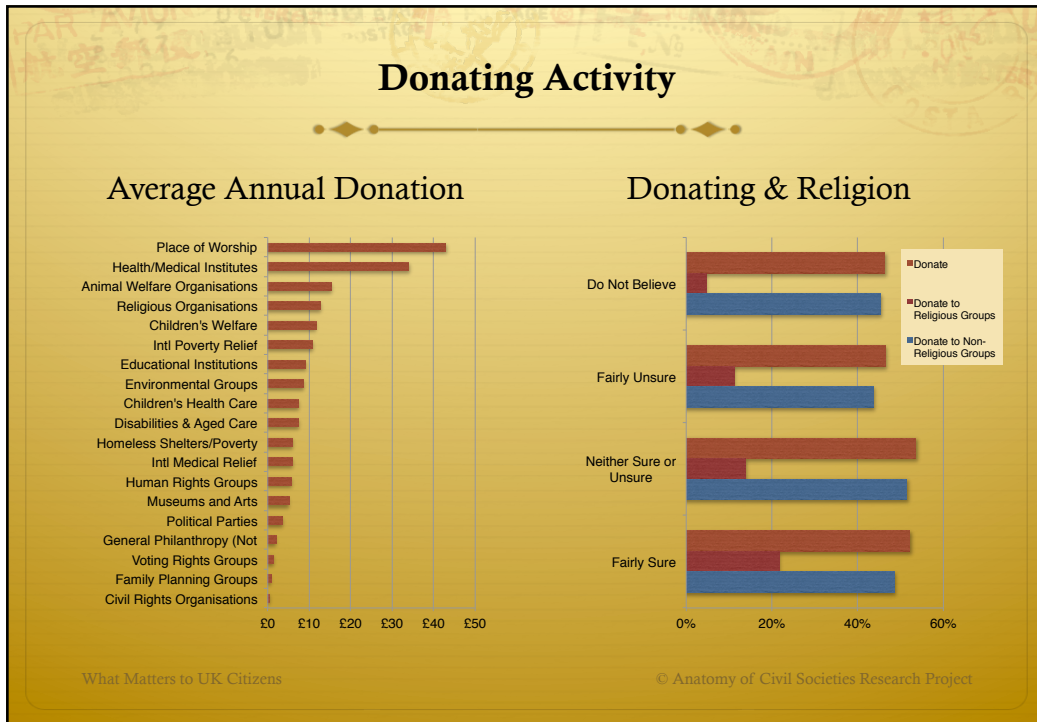 Donating Activity
Average Annual Donation
Place of Worship
Health/Medical Institutes
Animal Welfare Organisations
Religious Organisations
Children's Welfare
Intl Poverty Relief
Educational Institutions
Environmental Groups
Children's Health Care
Disabilities & Aged Care
Homeless Shelters/Poverty
Intl Medical Relief
Human Rights Groups
Museums and Arts
Political Parties
General Philanthropy (Not
Voting Rights Groups
Family Planning Groups
Civil Rights Organisations
£0 £10 £20 £30 £40 £50
Donating & Religion
Do Not Believe
Fairly Unsure
Neither Sure or
Unsure
Fairly Sure
0% 20% 40% 60%
Donate
Donate to
Religious Groups
Donate to Non-
Religious Groups
What Matters to UK Citizens
© Anatomy of Civil Societies Research Project